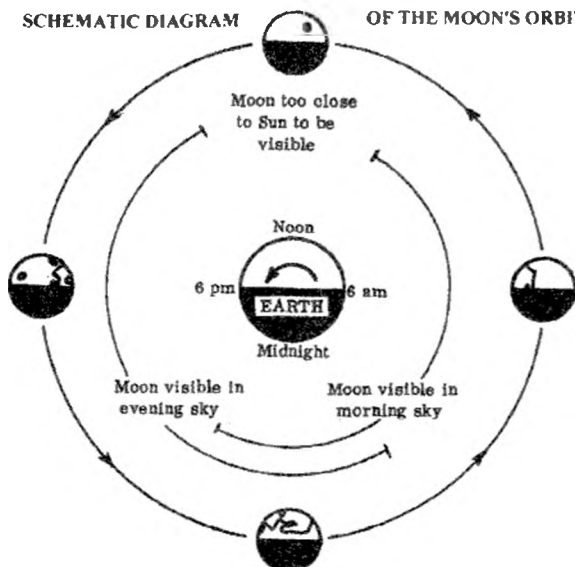 SCHEMATIC DIAGRAM OF THE MOON'S ORBIT
Moon too close
to Sun to be
visible
Noon
6 pm
6 am
EARTH
Midnight
Moon visible in
evening sky
Moon visible in
morning sky